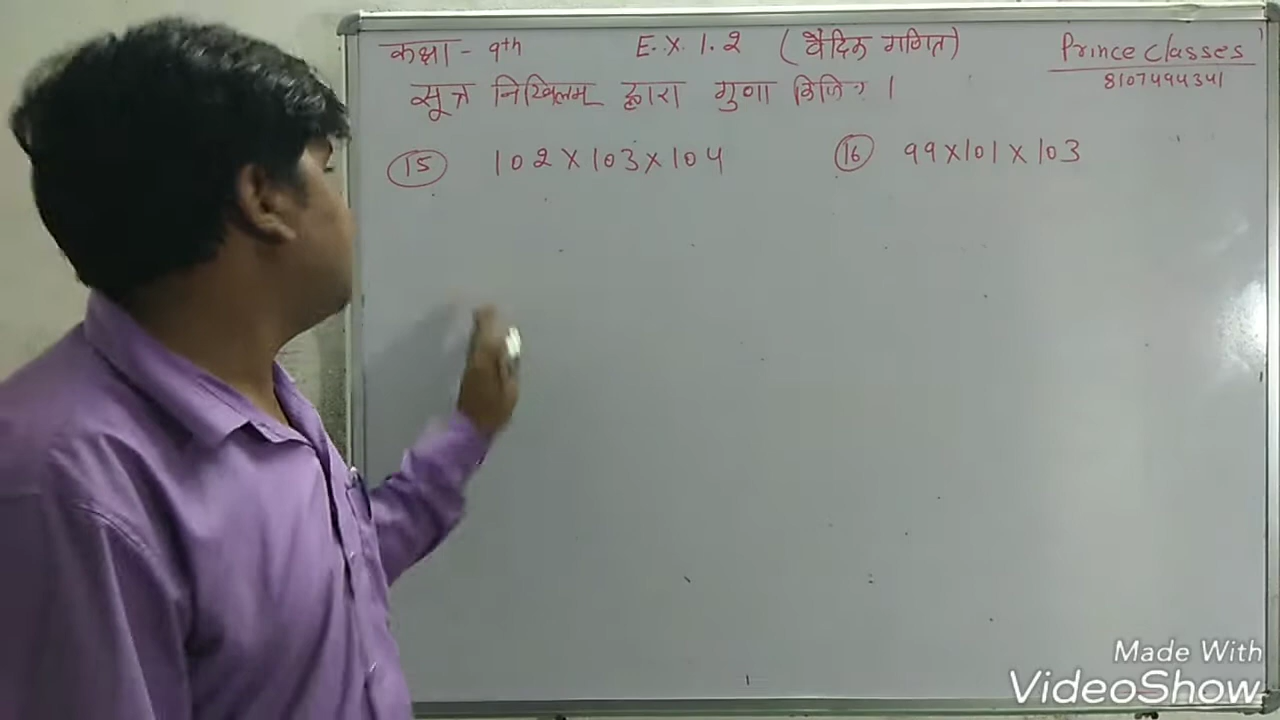 कक्षा - 9th E.X. 1.2 (वैदिक गणित) Prince Classes
8107494341
सूत्र निखिलम् द्वारा गुणा किजिए ।
15 102 X 103 X 104 16 99 X 101 X 103
Made With
VideoShow